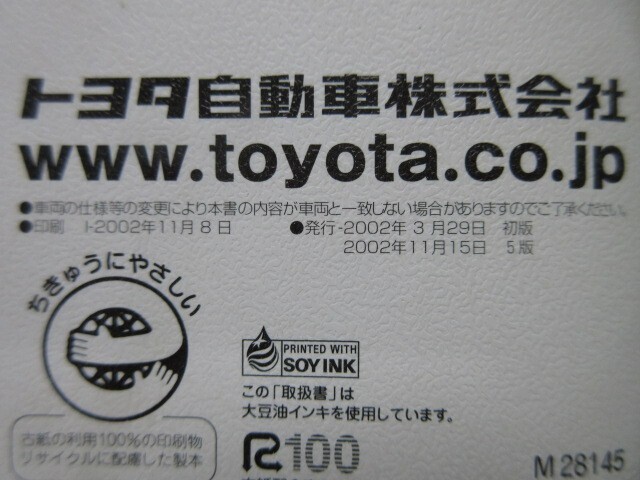 トヨタ自動車株式会社
www.toyota.co.jp
●車両の仕様等の変更により本書の内容が車両と一致しない場合がありますのでご了承ください。
●印刷 I-2002年11月8日 ●発行-2002年3月29日 初版
2002年11月15日 5版
ちきゅうにやさしい
PRINTED WITH
SOY INK
この「取扱書」は
大豆油インキを使用しています。
古紙の利用100%の印刷物
リサイクルに配慮した製本
R100
M 28145